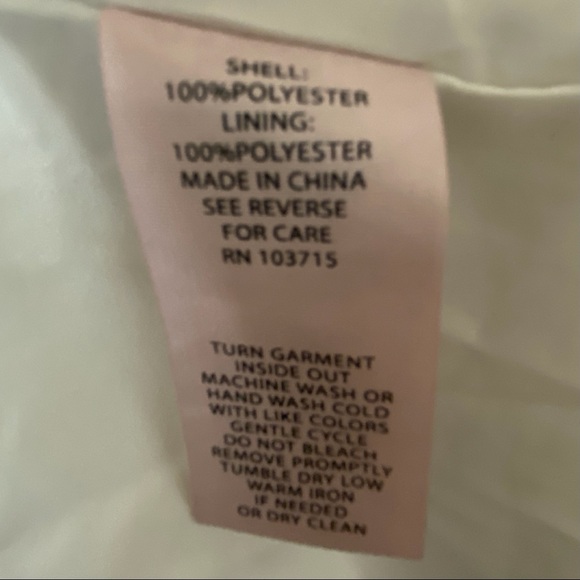 SHELL:
100%POLYESTER
LINING:
100%POLYESTER
MADE IN CHINA
SEE REVERSE
FOR CARE
RN 103715
TURN GARMENT
INSIDE OUT
MACHINE WASH OR
HAND WASH COLD
WITH LIKE COLORS
GENTLE CYCLE
DO NOT BLEACH
REMOVE PROMPTLY
TUMBLE DRY LOW
WARM IRON
IF NEEDED
OR DRY CLEAN